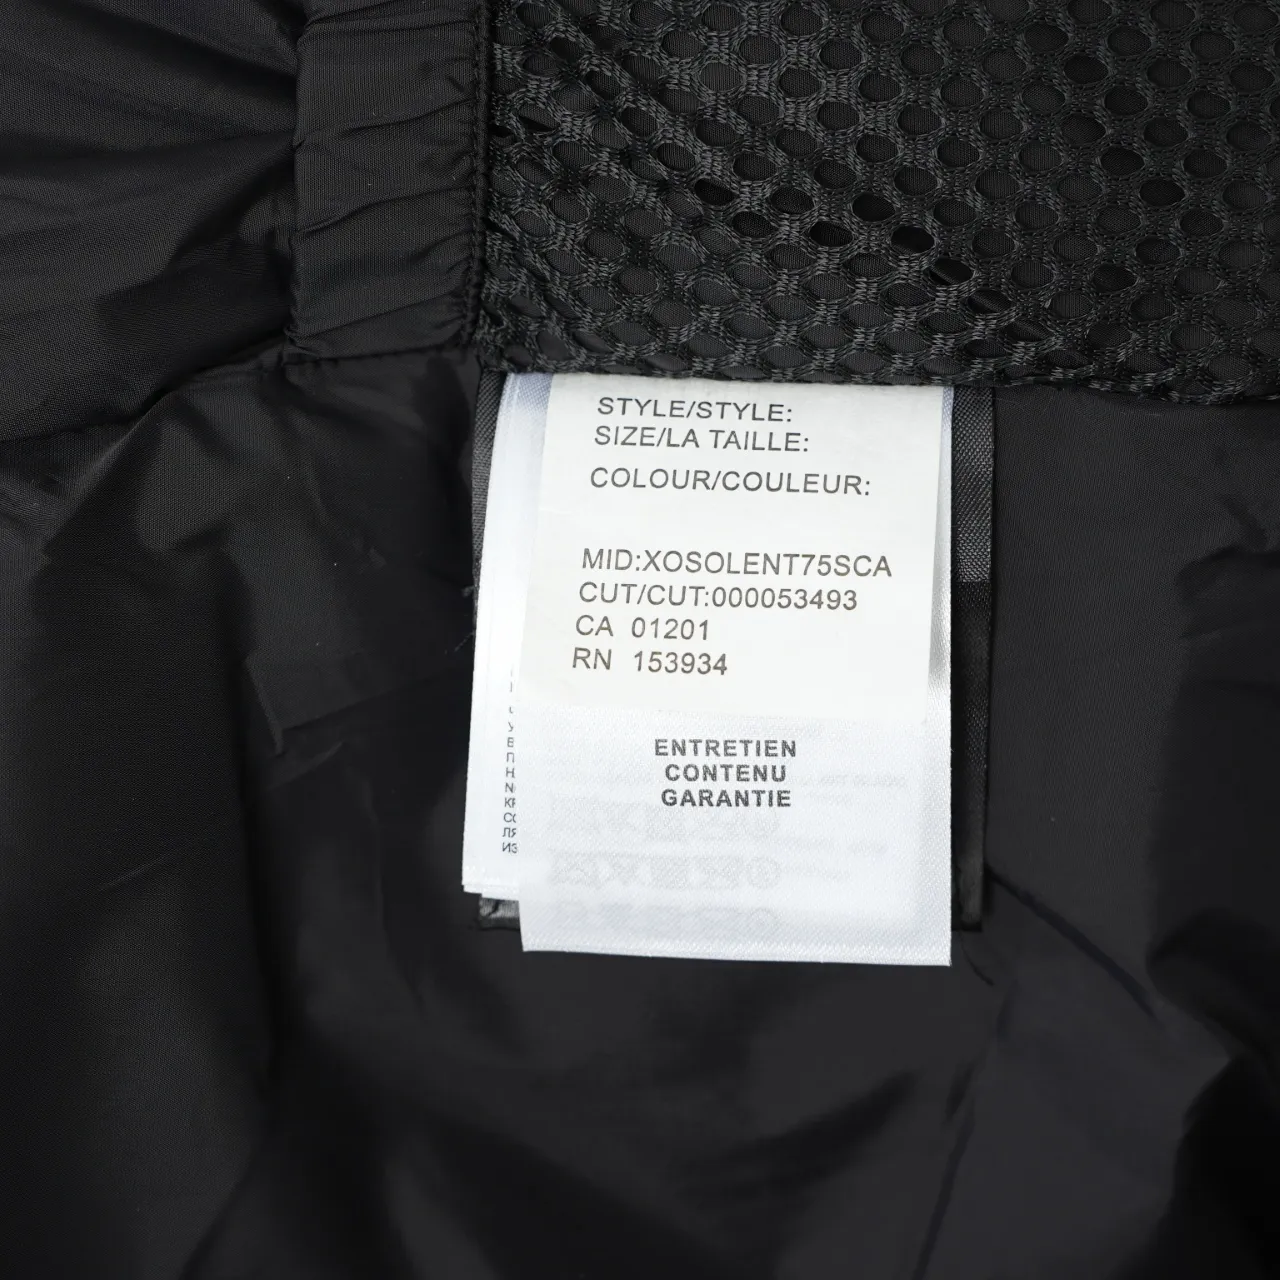 STYLE/STYLE:
SIZE/LA TAILLE:
COLOUR/COULEUR:
MID:XOSOLENT75SCA
CUT/CUT:000053493
CA 01201
RN 153934
ENTRETIEN
CONTENU
GARANTIE